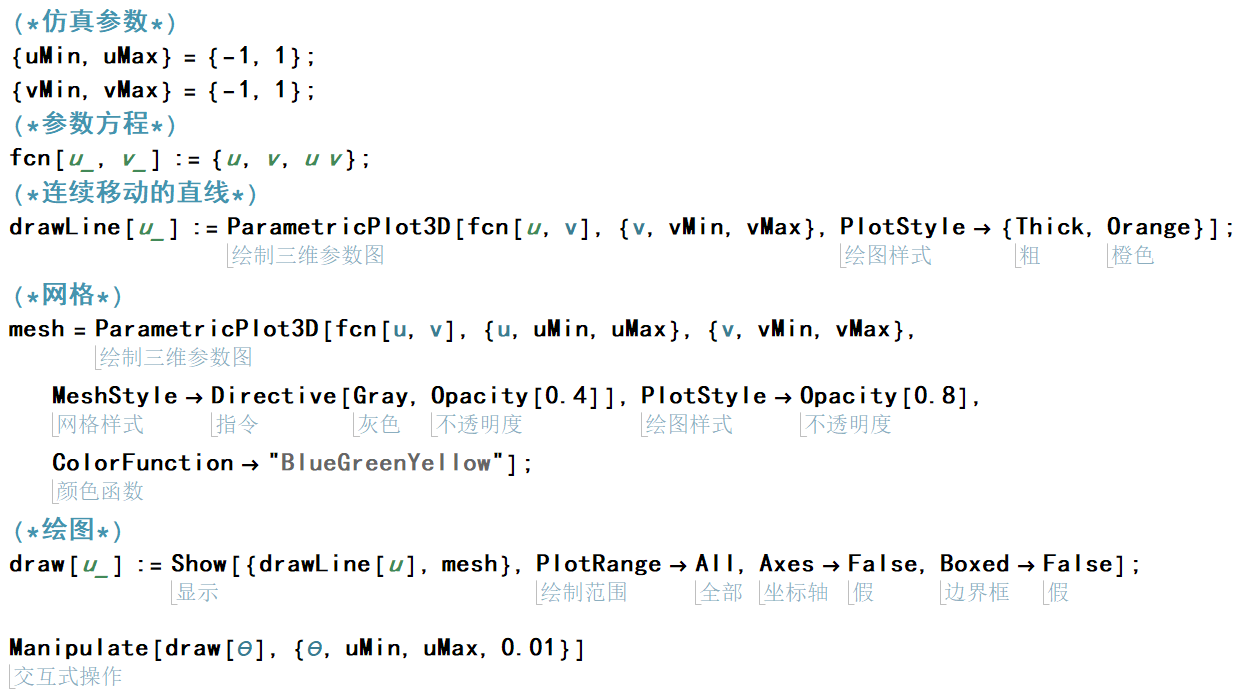 (*仿真参数*)
{uMin, uMax} = {-1, 1};
{vMin, vMax} = {-1, 1};
(*参数方程*)
fcn[u_, v_] := {u, v, u v};
(*连续移动的直线*)
drawLine[u_] := ParametricPlot3D[fcn[u, v], {v, vMin, vMax}, PlotStyle → {Thick, Orange}];
绘制三维参数图 绘图样式 粗 橙色
(*网格*)
mesh = ParametricPlot3D[fcn[u, v], {u, uMin, uMax}, {v, vMin, vMax},
绘制三维参数图
MeshStyle → Directive[Gray, Opacity[0.4]], PlotStyle → Opacity[0.8],
网格样式 指令 灰色 不透明度 绘图样式 不透明度
ColorFunction → "BlueGreenYellow"];
颜色函数
(*绘图*)
draw[u_] := Show[{drawLine[u], mesh}, PlotRange → All, Axes → False, Boxed → False];
显示 绘制范围 全部 坐标轴 假 边界框 假
Manipulate[draw[θ], {θ, uMin, uMax, 0.01}]
交互式操作